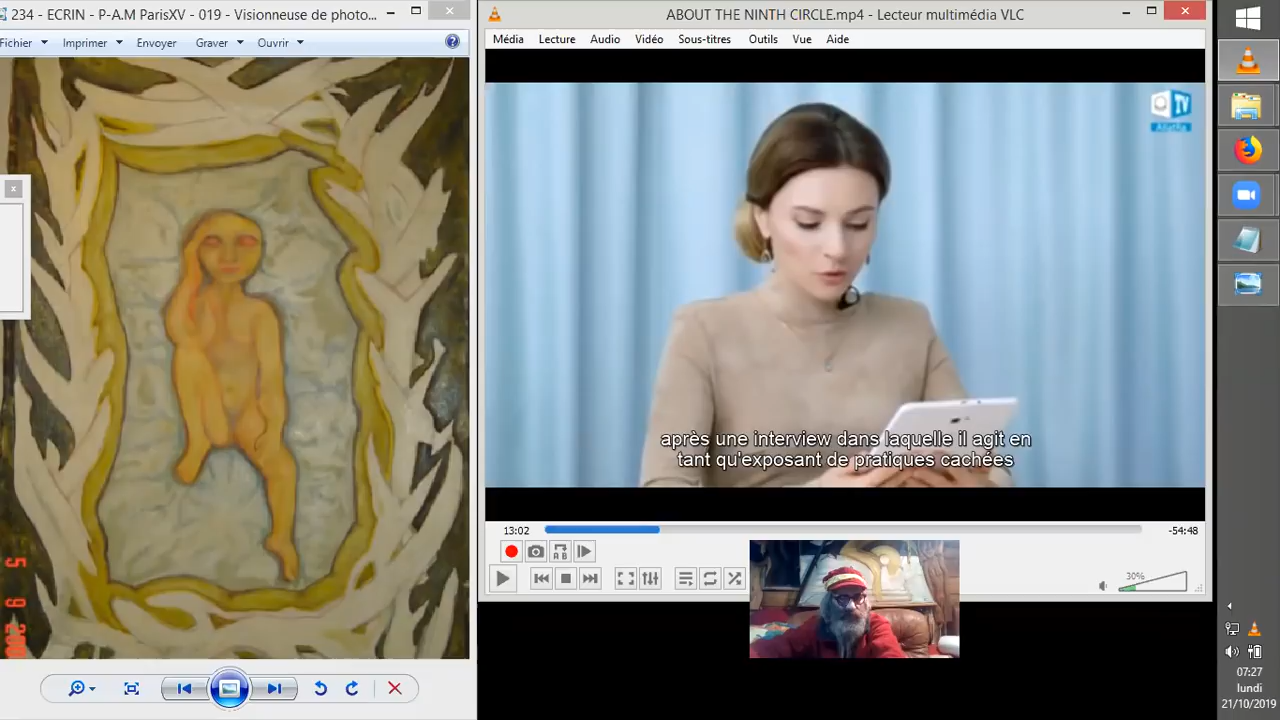 234 - ECRIN - P-A-M ParisXV - 019 - Visionneuse de photo...
Fichier Imprimer Envoyer Graver Ouvrir
ABOUT THE NINTH CIRCLE.mp4 - Lecteur multimédia VLC
Média Lecture Audio Vidéo Sous-titres Outils Vue Aide
TV
AllatRa
après une interview dans laquelle il agit en
tant qu'exposant de pratiques cachées
13:02 -54:48
30%
07:27
lundi
21/10/2019